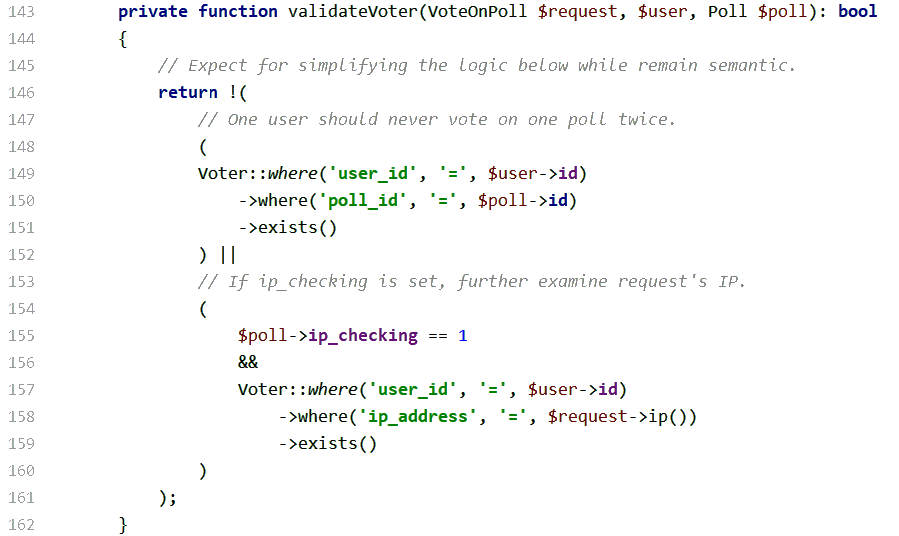 143 private function validateVoter(VoteOnPoll $request, $user, Poll $poll): bool
144 {
145 // Expect for simplifying the logic below while remain semantic.
146 return !(
147 // One user should never vote on one poll twice.
148 (
149 Voter::where('user_id', '=', $user->id)
150 ->where('poll_id', '=', $poll->id)
151 ->exists()
152 ) ||
153 // If ip_checking is set, further examine request's IP.
154 (
155 $poll->ip_checking == 1
156 &&
157 Voter::where('user_id', '=', $user->id)
158 ->where('ip_address', '=', $request->ip())
159 ->exists()
160 )
161 );
162 }